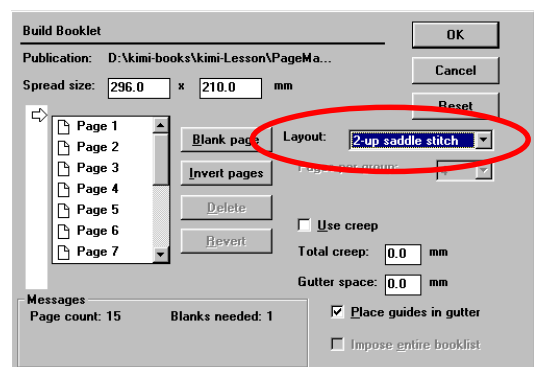 Build Booklet
OK
Publication: D:\kimi-books\kimi-Lesson\PageMa...
Cancel
Spread size: 296.0 x 210.0 mm
Reset
Page 1
Page 2
Page 3
Page 4
Page 5
Page 6
Page 7
Blank page
Invert pages
Delete
Revert
Layout: 2-up saddle stitch
Pages per group: 4
Use creep
Total creep: 0.0 mm
Gutter space: 0.0 mm
Messages
Page count: 15 Blanks needed: 1
Place guides in gutter
Impose entire booklist